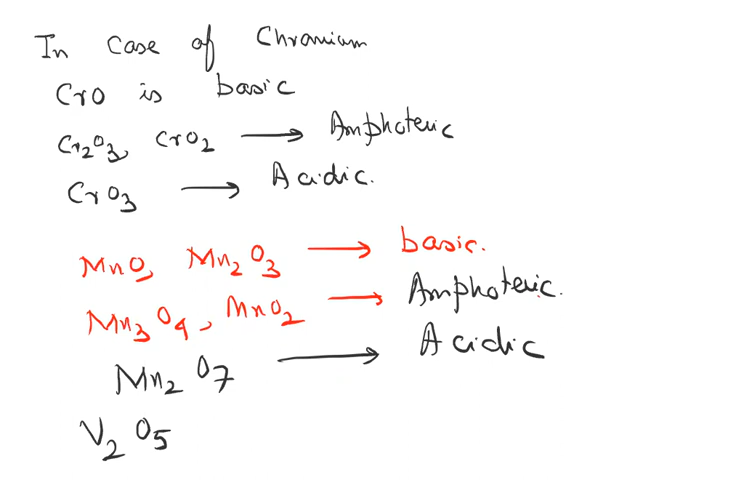 In Case of Chromium
CrO is basic
Cr2O3, CrO2 → Amphoteric
CrO3 → Acidic.
MnO, Mn2O3 → basic.
Mn3O4, MnO2 → Amphoteric.
Mn2O7 → Acidic
V2O5